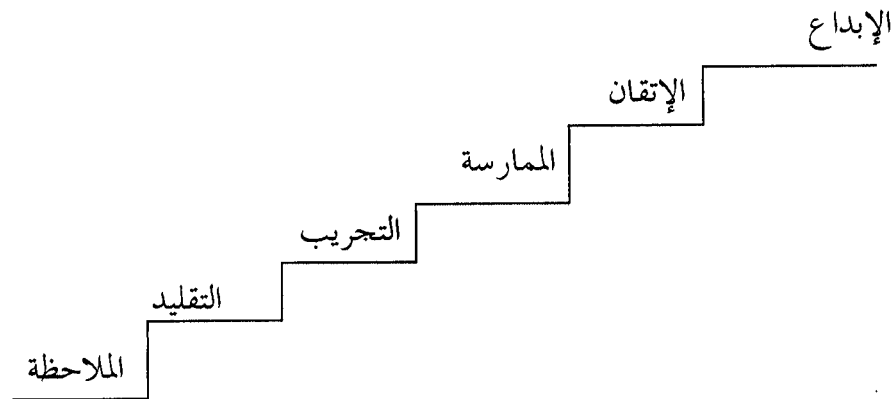 الإبداع
الإتقان
الممارسة
التجريب
التقليد
الملاحظة